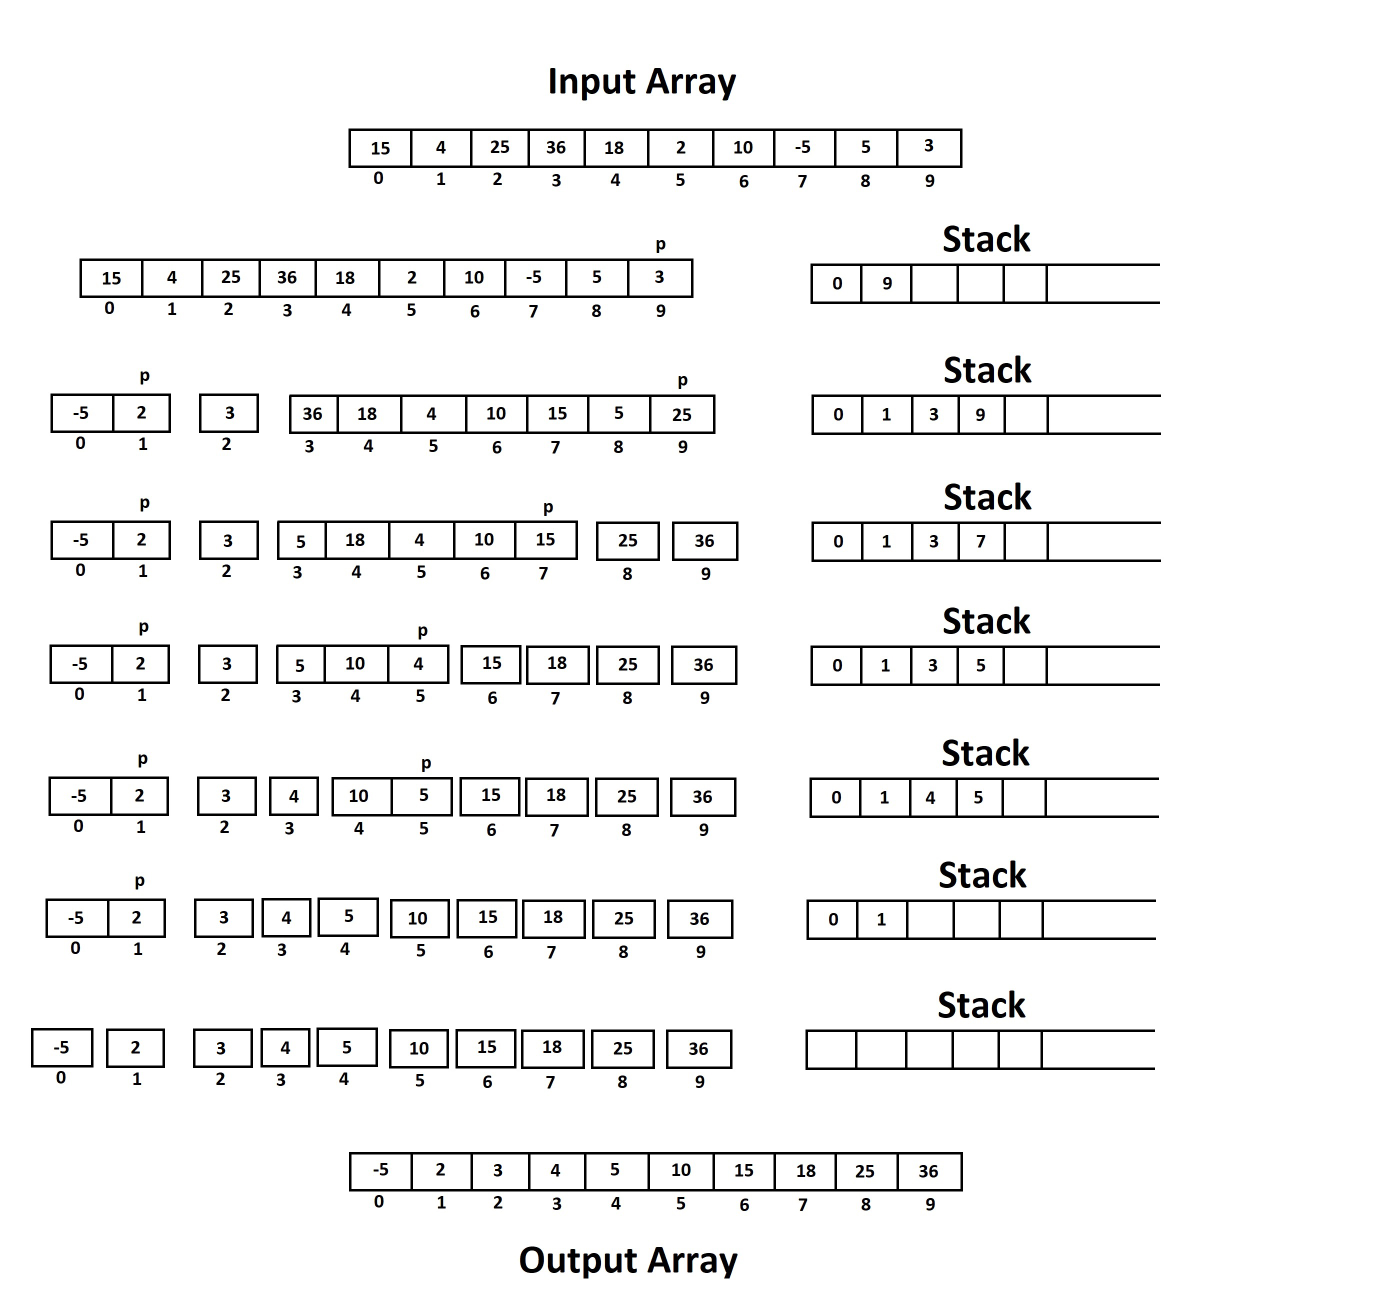 Input Array
15 4 25 36 18 2 10 -5 5 3
0 1 2 3 4 5 6 7 8 9
Stack
p
15 4 25 36 18 2 10 -5 5 3
0 9
0 1 2 3 4 5 6 7 8 9
Stack
p p
-5 2 3 36 18 4 10 15 5 25
0 1 3 9
0 1 2 3 4 5 6 7 8 9
Stack
p p
-5 2 3 5 18 4 10 15 25 36
0 1 3 7
0 1 2 3 4 5 6 7 8 9
Stack
p p
-5 2 3 5 10 4 15 18 25 36
0 1 3 5
0 1 2 3 4 5 6 7 8 9
Stack
p p
-5 2 3 4 10 5 15 18 25 36
0 1 4 5
0 1 2 3 4 5 6 7 8 9
Stack
p
-5 2 3 4 5 10 15 18 25 36
0 1
0 1 2 3 4 5 6 7 8 9
Stack
-5 2 3 4 5 10 15 18 25 36
0 1 2 3 4 5 6 7 8 9
-5 2 3 4 5 10 15 18 25 36
0 1 2 3 4 5 6 7 8 9
Output Array